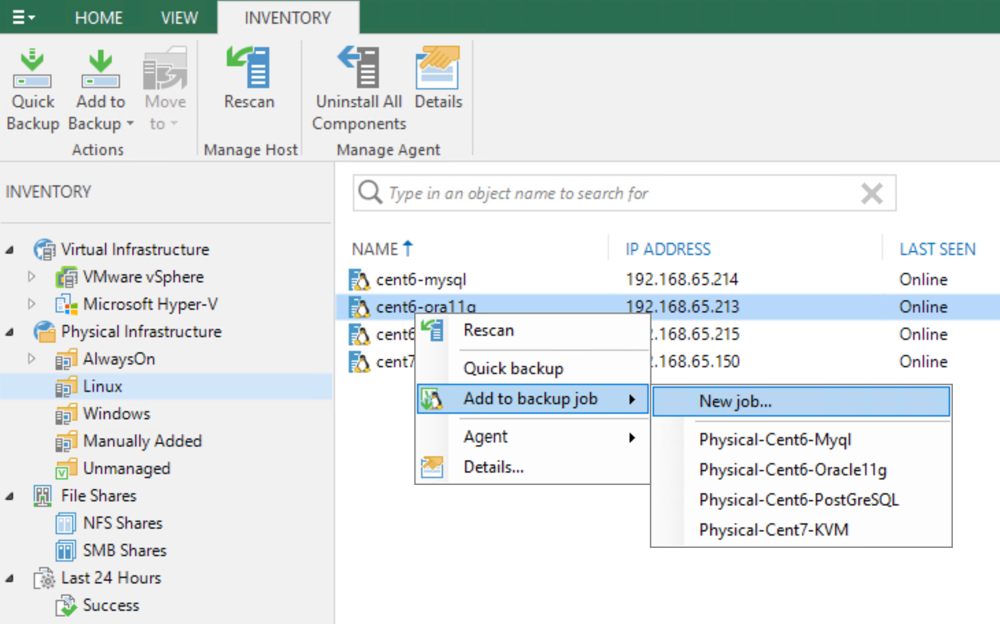 HOME VIEW INVENTORY
Quick Backup
Add to Backup
Move to
Rescan
Uninstall All Components
Details
Actions
Manage Host
Manage Agent
INVENTORY
Virtual Infrastructure
VMware vSphere
Microsoft Hyper-V
Physical Infrastructure
AlwaysOn
Linux
Windows
Manually Added
Unmanaged
File Shares
NFS Shares
SMB Shares
Last 24 Hours
Success
Type in an object name to search for
NAME IP ADDRESS LAST SEEN
cent6-mysql 192.168.65.214 Online
cent6-ora11g 192.168.65.213 Online
cent6 .168.65.215 Online
cent7 .168.65.150 Online
Rescan
Quick backup
Add to backup job
Agent
Details...
New job...
Physical-Cent6-Myql
Physical-Cent6-Oracle11g
Physical-Cent6-PostGreSQL
Physical-Cent7-KVM